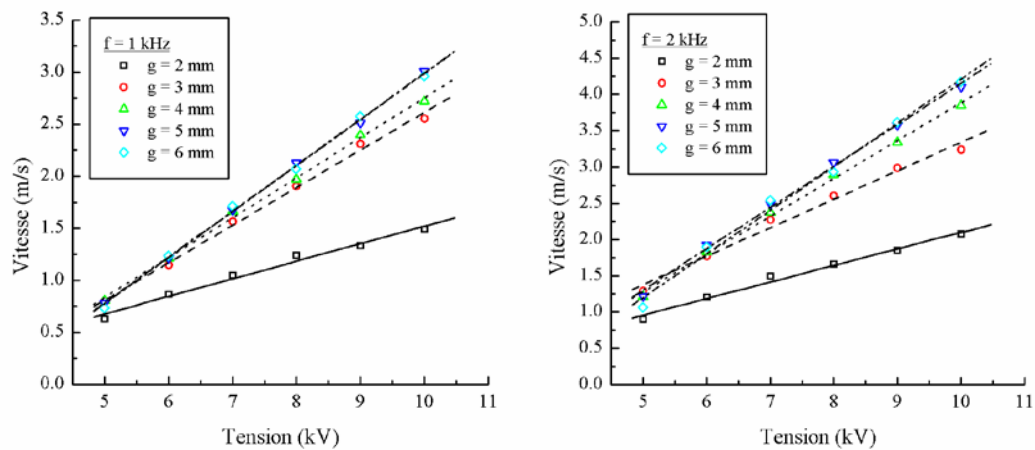 3.5
3.0
2.5
2.0
1.5
1.0
0.5
0.0
Vitesse (m/s)
f = 1 kHz
g = 2 mm
g = 3 mm
g = 4 mm
g = 5 mm
g = 6 mm
5 6 7 8 9 10 11
Tension (kV)
5.0
4.5
4.0
3.5
3.0
2.5
2.0
1.5
1.0
0.5
0.0
Vitesse (m/s)
f = 2 kHz
g = 2 mm
g = 3 mm
g = 4 mm
g = 5 mm
g = 6 mm
5 6 7 8 9 10 11
Tension (kV)